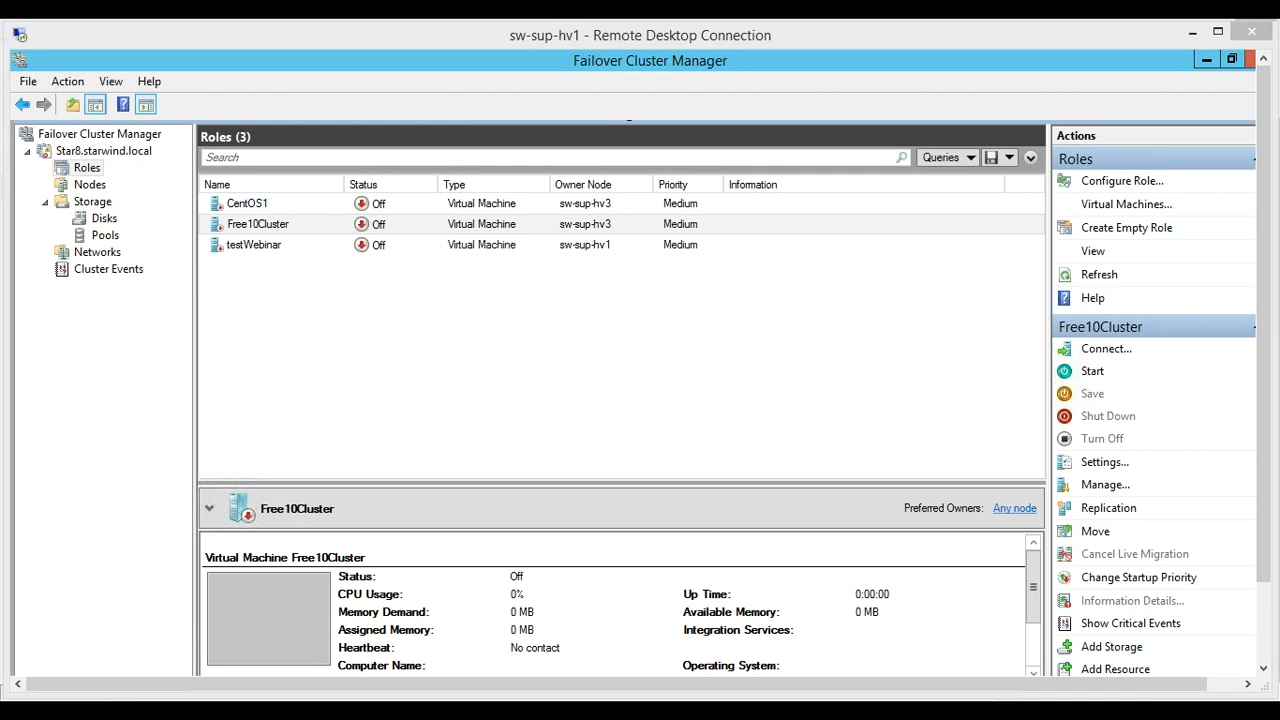 sw-sup-hv1 - Remote Desktop Connection
Failover Cluster Manager
File Action View Help
Failover Cluster Manager
Star8.starwind.local
Roles
Nodes
Storage
Disks
Pools
Networks
Cluster Events
Roles (3)
Search
Queries
Name Status Type Owner Node Priority Information
CentOS1 Off Virtual Machine sw-sup-hv3 Medium
Free10Cluster Off Virtual Machine sw-sup-hv3 Medium
testWebinar Off Virtual Machine sw-sup-hv1 Medium
Free10Cluster
Preferred Owners: Any node
Virtual Machine Free10Cluster
Status: Off
CPU Usage: 0% Up Time: 0:00:00
Memory Demand: 0 MB Available Memory: 0 MB
Assigned Memory: 0 MB Integration Services:
Heartbeat: No contact
Computer Name: Operating System:
Actions
Roles
Configure Role...
Virtual Machines...
Create Empty Role
View
Refresh
Help
Free10Cluster
Connect...
Start
Save
Shut Down
Turn Off
Settings...
Manage...
Replication
Move
Cancel Live Migration
Change Startup Priority
Information Details...
Show Critical Events
Add Storage
Add Resource